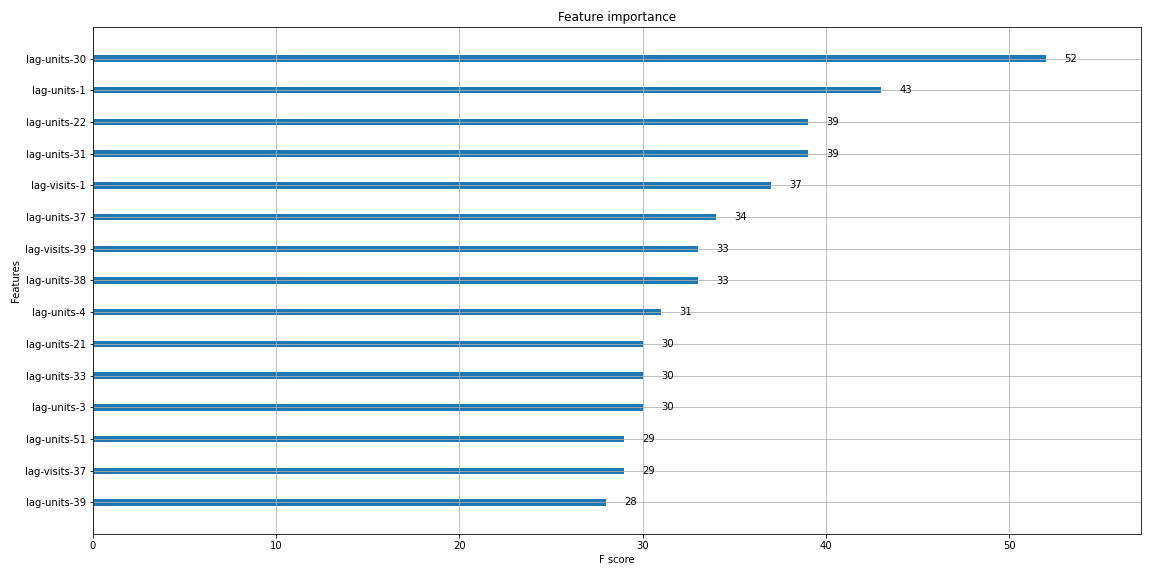 Feature importance
Features
lag-units-30 52
lag-units-1 43
lag-units-22 39
lag-units-31 39
lag-visits-1 37
lag-units-37 34
lag-visits-39 33
lag-units-38 33
lag-units-4 31
lag-units-21 30
lag-units-33 30
lag-units-3 30
lag-units-51 29
lag-visits-37 29
lag-units-39 28
0 10 20 30 40 50
F score